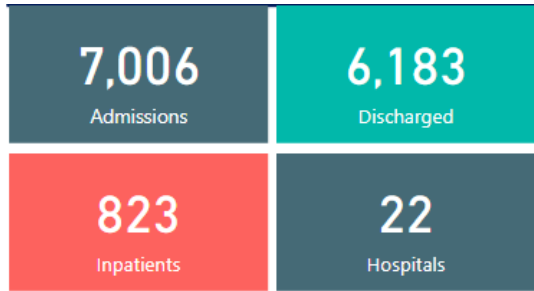 7,006
Admissions
6,183
Discharged
823
Inpatients
22
Hospitals